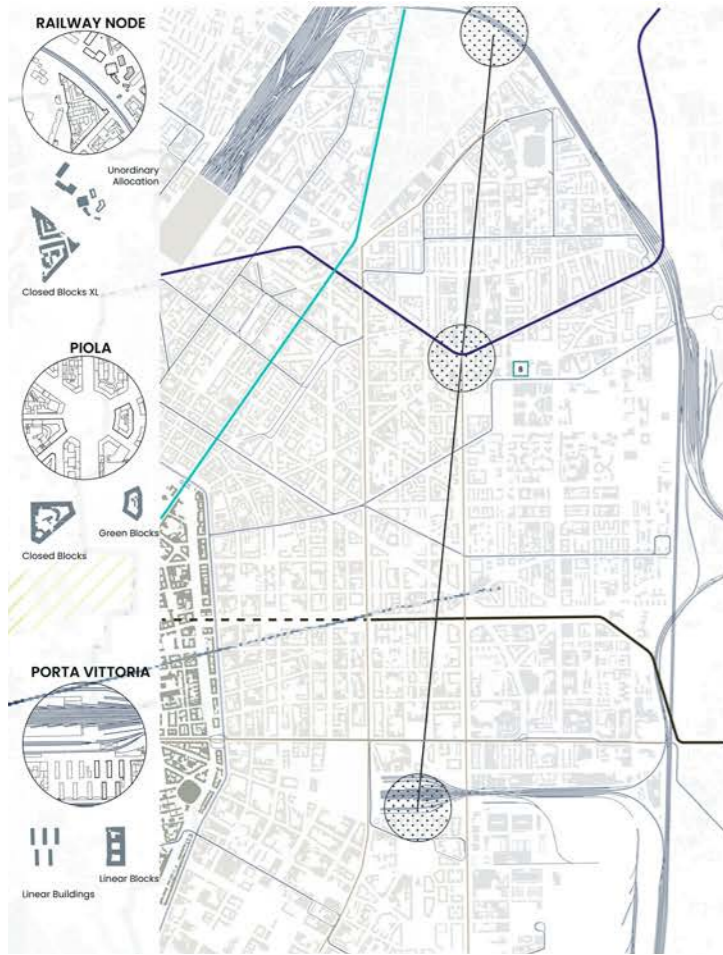 RAILWAY NODE
Unordinary
Allocation
Closed Blocks XL
PIOLA
Green Blocks
Closed Blocks
PORTA VITTORIA
Linear Blocks
Linear Buildings